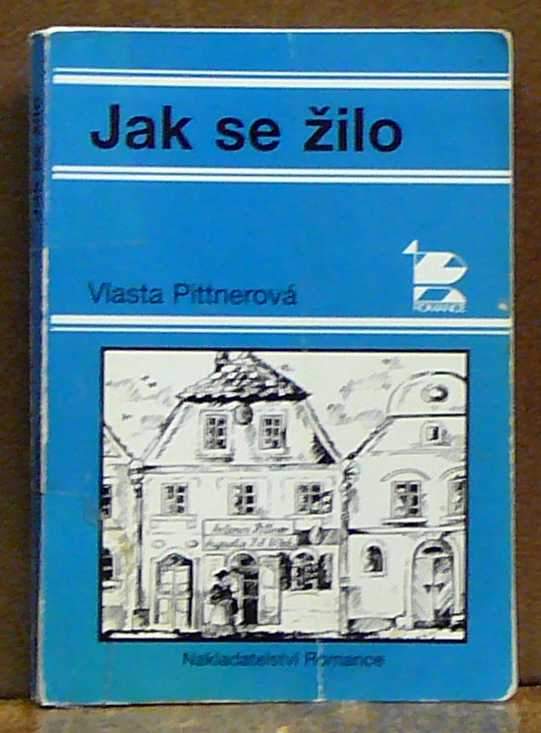 Jak se žilo
Vlasta Pittnerová
ROMANCE
Nakladatelství Romance